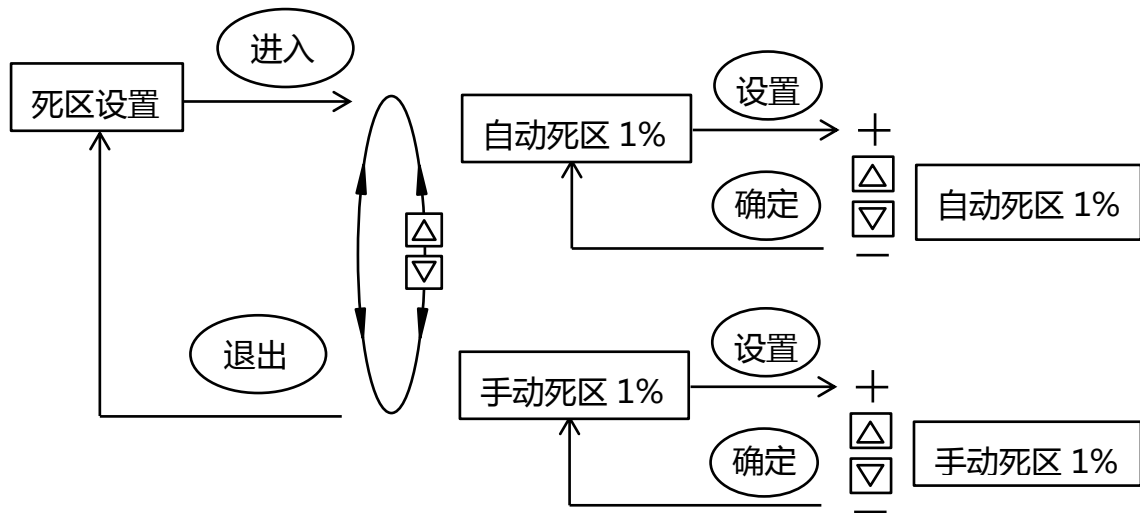 进入
死区设置
退出
自动死区 1%
设置
确定
+
−
自动死区 1%
手动死区 1%
设置
确定
+
−
手动死区 1%